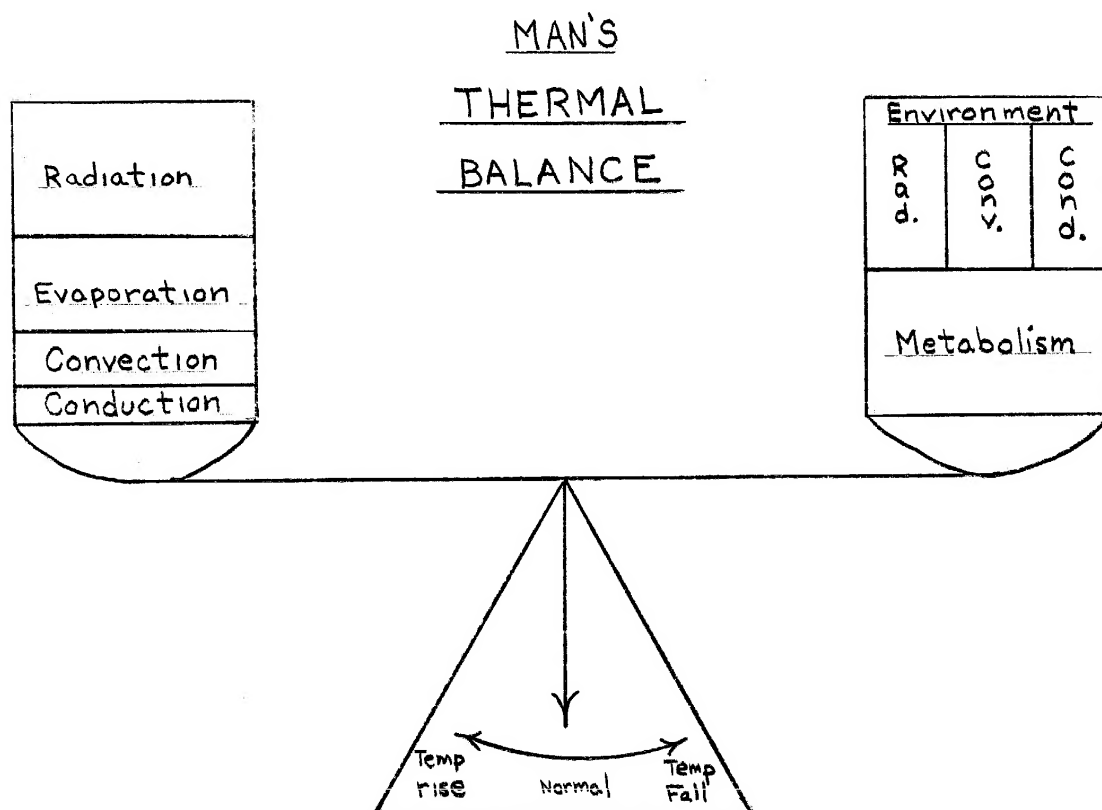 MAN'S
THERMAL
BALANCE
Radiation
Evaporation
Convection
Conduction
Environment
Rad.
Conv.
Cond.
Metabolism
Temp
rise
Normal
Temp
Fall